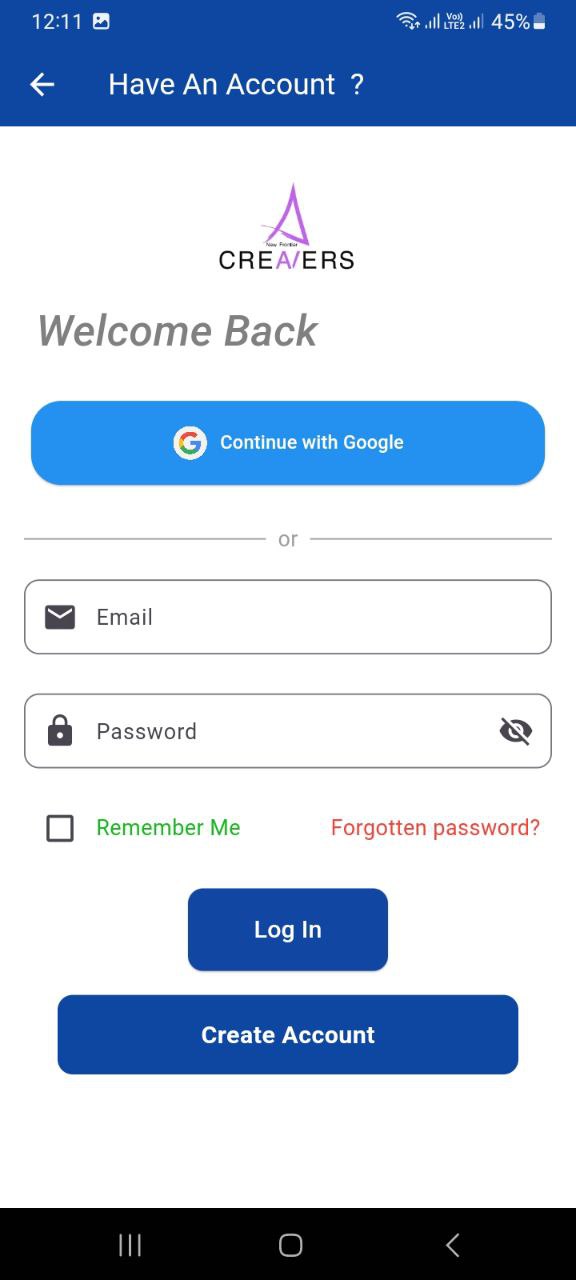 12:11 Vo)) LTE2 45%
Have An Account ?
New Frontier
CREA/ERS
Welcome Back
Continue with Google
or
Email
Password
Remember Me Forgotten password?
Log In
Create Account